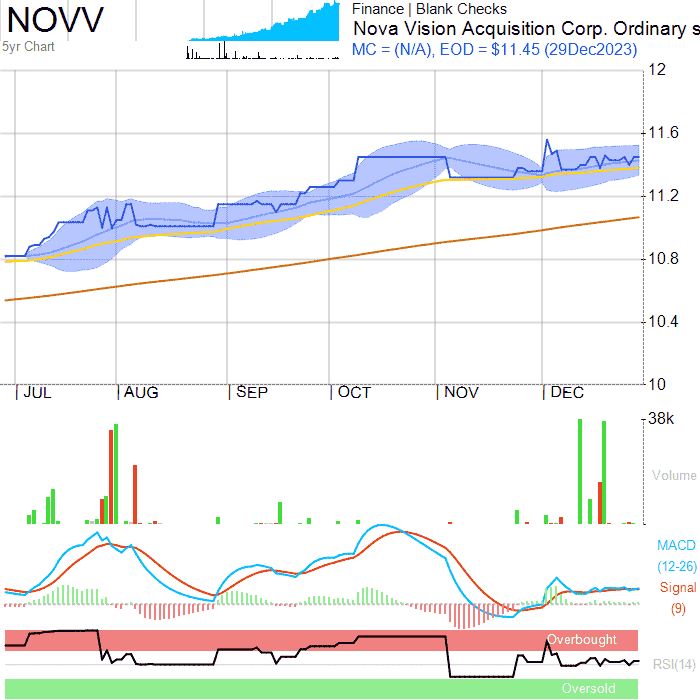 NOVV
5yr Chart
Finance | Blank Checks
Nova Vision Acquisition Corp. Ordinary s
MC = (N/A), EOD = $11.45 (29Dec2023)
12
11.6
11.2
10.8
10.4
10
JUL
AUG
SEP
OCT
NOV
DEC
38k
Volume
MACD
(12-26)
Signal
(9)
Overbought
RSI(14)
Oversold